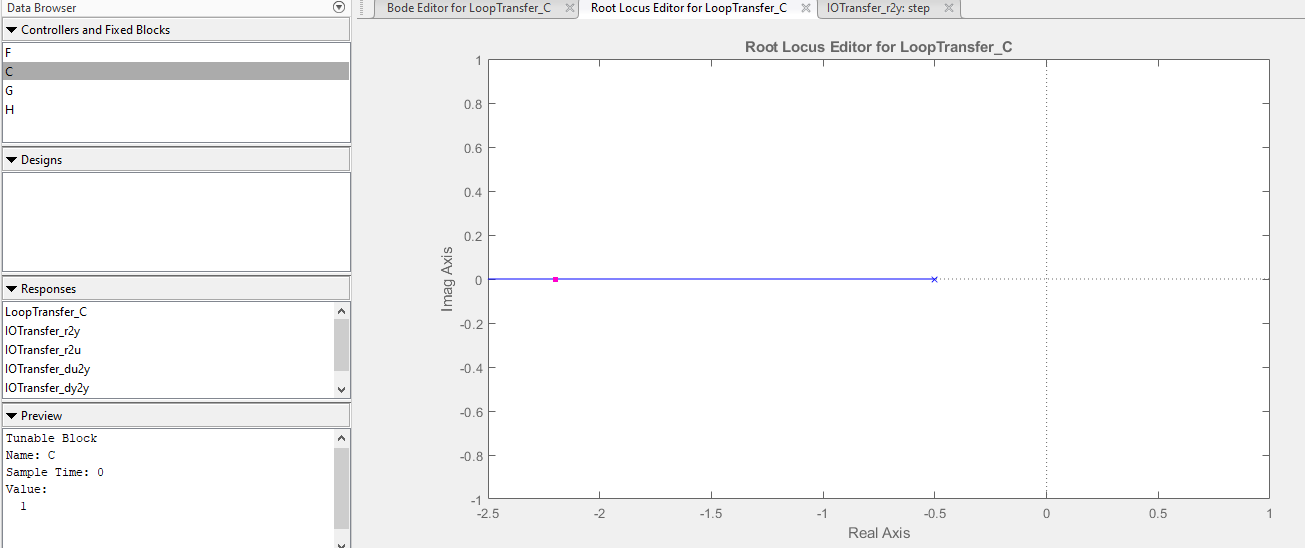 Data Browser
Controllers and Fixed Blocks
F
C
G
H
Designs
Responses
LoopTransfer_C
IOTransfer_r2y
IOTransfer_r2u
IOTransfer_du2y
IOTransfer_dy2y
Preview
Tunable Block
Name: C
Sample Time: 0
Value:
1
Bode Editor for LoopTransfer_C
Root Locus Editor for LoopTransfer_C
IOTransfer_r2y: step
Root Locus Editor for LoopTransfer_C
Imag Axis
1
0.8
0.6
0.4
0.2
0
-0.2
-0.4
-0.6
-0.8
-1
-2.5 -2 -1.5 -1 -0.5 0 0.5 1
Real Axis